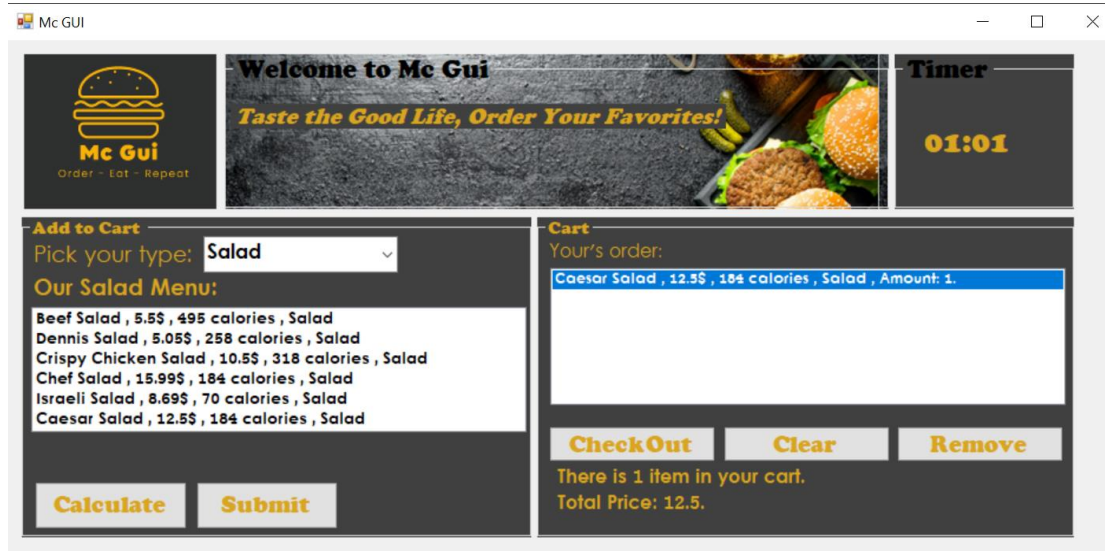 Mc GUI
Mc Gui
Order - Eat - Repeat
Welcome to Mc Gui
Taste the Good Life, Order Your Favorites!
Timer
01:01
Add to Cart
Pick your type: Salad
Our Salad Menu:
Beef Salad , 5.5$ , 495 calories , Salad
Dennis Salad , 5.05$ , 258 calories , Salad
Crispy Chicken Salad , 10.5$ , 318 calories , Salad
Chef Salad , 15.99$ , 184 calories , Salad
Israeli Salad , 8.69$ , 70 calories , Salad
Caesar Salad , 12.5$ , 184 calories , Salad
Calculate Submit
Cart
Your's order:
Caesar Salad , 12.5$ , 184 calories , Salad , Amount: 1.
CheckOut Clear Remove
There is 1 item in your cart.
Total Price: 12.5.